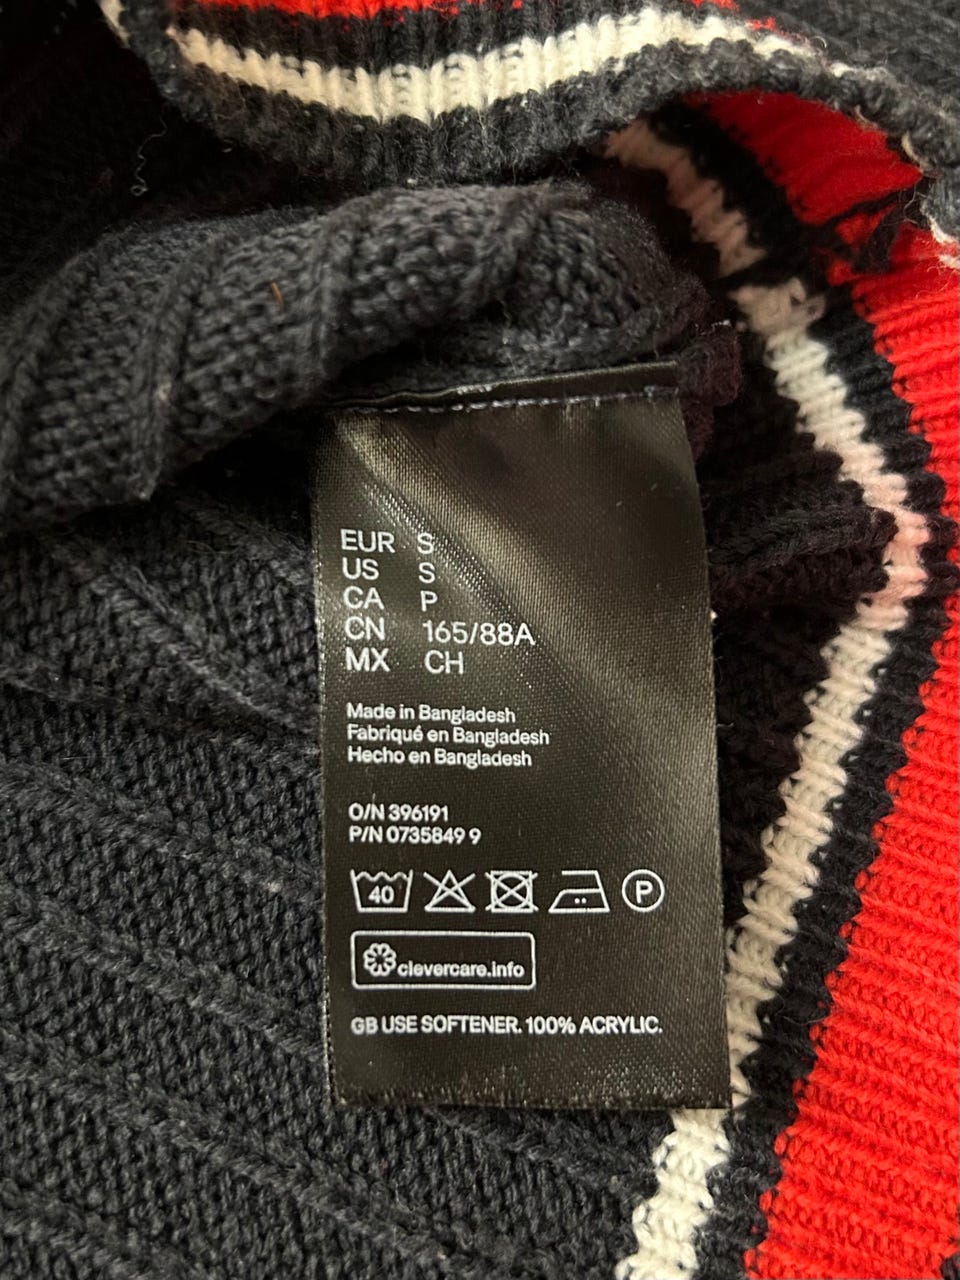 EUR S
US S
CA P
CN 165/88A
MX CH
Made in Bangladesh
Fabriqué en Bangladesh
Hecho en Bangladesh
O/N 396191
P/N 0735849 9
40 P
clevercare.info
GB USE SOFTENER. 100% ACRYLIC.